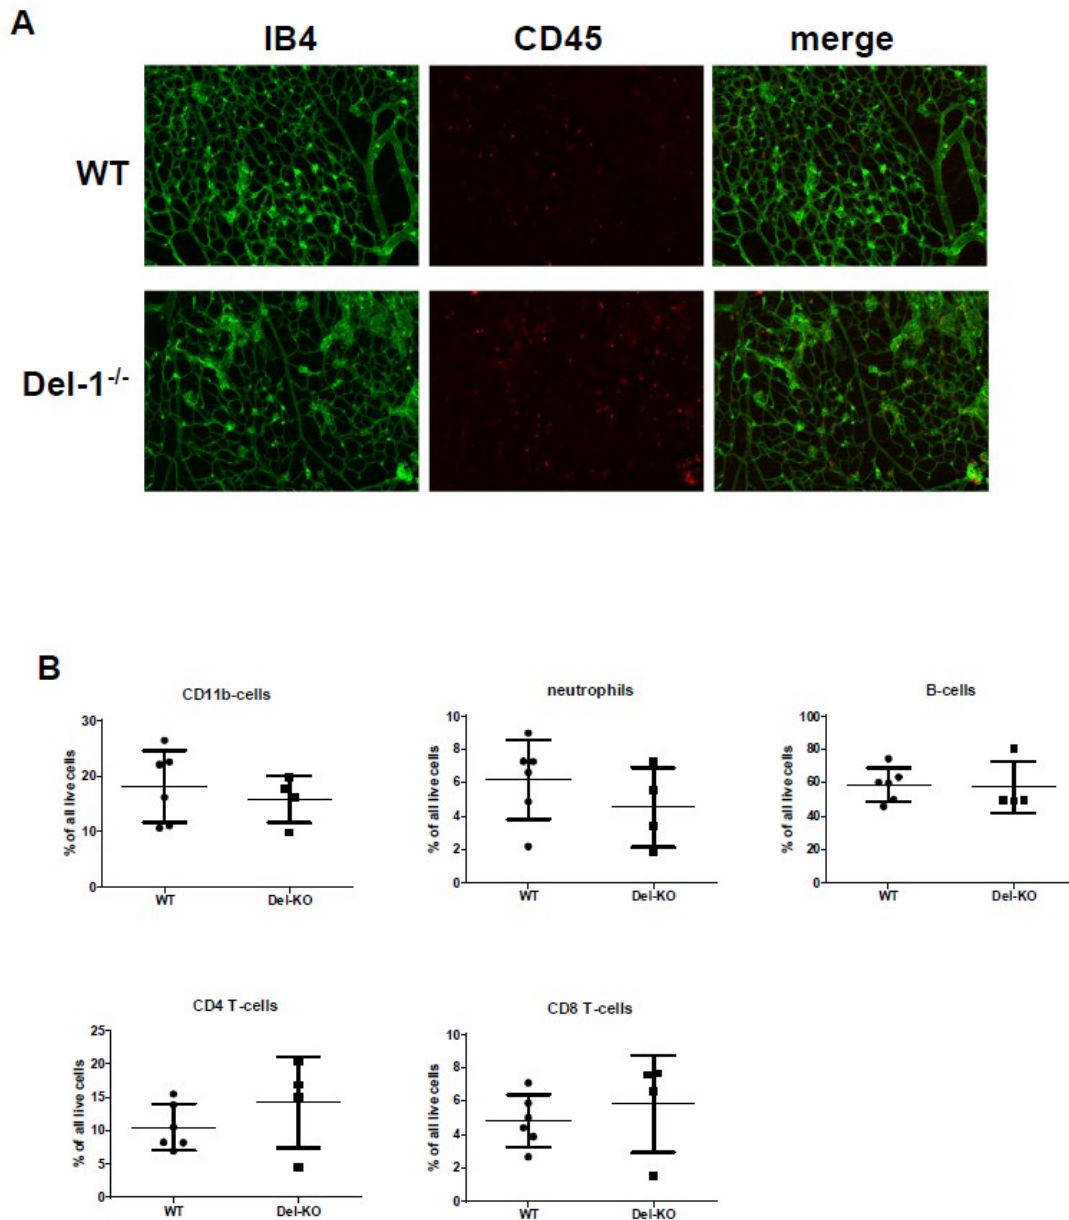 A
IB4 CD45 merge
WT
Del-1-/-
B
CD11b-cells
% of all live cells
30
20
10
0
WT Del-KO
neutrophils
% of all live cells
10
8
6
4
2
0
WT Del-KO
B-cells
% of all live cells
100
80
60
40
20
0
WT Del-KO
CD4 T-cells
% of all live cells
25
20
15
10
5
0
WT Del-KO
CD8 T-cells
% of all live cells
10
8
6
4
2
0
WT Del-KO